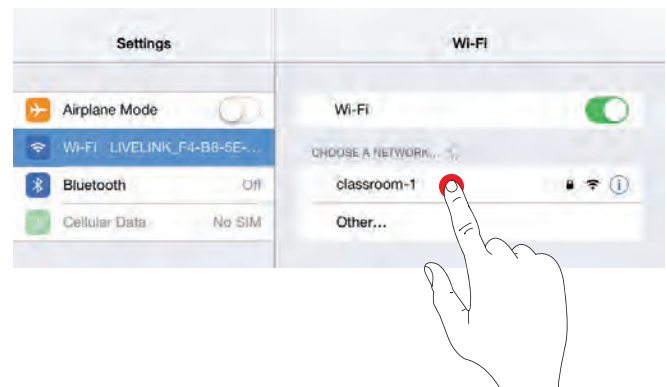 Settings
Wi-Fi
Airplane Mode
Wi-Fi LIVELINK_F4-B8-5E-...
Bluetooth Off
Cellular Data No SIM
Wi-Fi
CHOOSE A NETWORK...
classroom-1
Other...